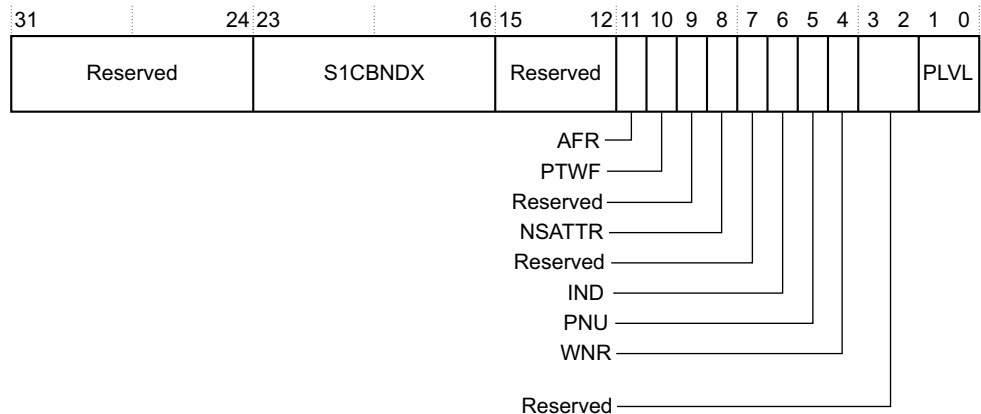 31 24 23 16 15 12 11 10 9 8 7 6 5 4 3 2 1 0
Reserved S1CBNDX Reserved PLVL
AFR
PTWF
Reserved
NSATTR
Reserved
IND
PNU
WNR
Reserved